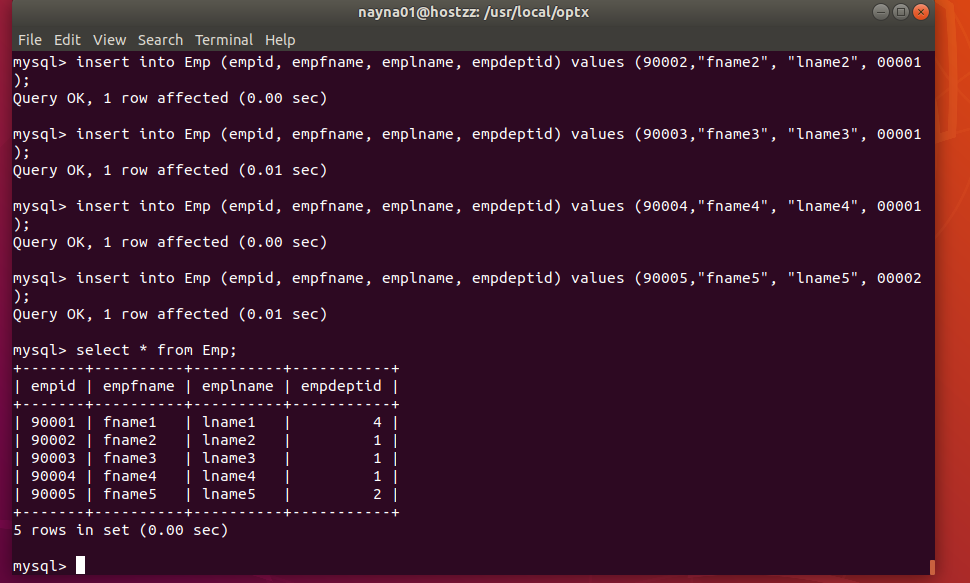 nayna01@hostzz: /usr/local/optx
File Edit View Search Terminal Help
mysql> insert into Emp (empid, empfname, emplname, empdeptid) values (90002,"fname2", "lname2", 00001
);
Query OK, 1 row affected (0.00 sec)
mysql> insert into Emp (empid, empfname, emplname, empdeptid) values (90003,"fname3", "lname3", 00001
);
Query OK, 1 row affected (0.01 sec)
mysql> insert into Emp (empid, empfname, emplname, empdeptid) values (90004,"fname4", "lname4", 00001
);
Query OK, 1 row affected (0.00 sec)
mysql> insert into Emp (empid, empfname, emplname, empdeptid) values (90005,"fname5", "lname5", 00002
);
Query OK, 1 row affected (0.01 sec)
mysql> select * from Emp;
+-------+----------+----------+-----------+
| empid | empfname | emplname | empdeptid |
+-------+----------+----------+-----------+
| 90001 | fname1   | lname1   |         4 |
| 90002 | fname2   | lname2   |         1 |
| 90003 | fname3   | lname3   |         1 |
| 90004 | fname4   | lname4   |         1 |
| 90005 | fname5   | lname5   |         2 |
+-------+----------+----------+-----------+
5 rows in set (0.00 sec)
mysql>